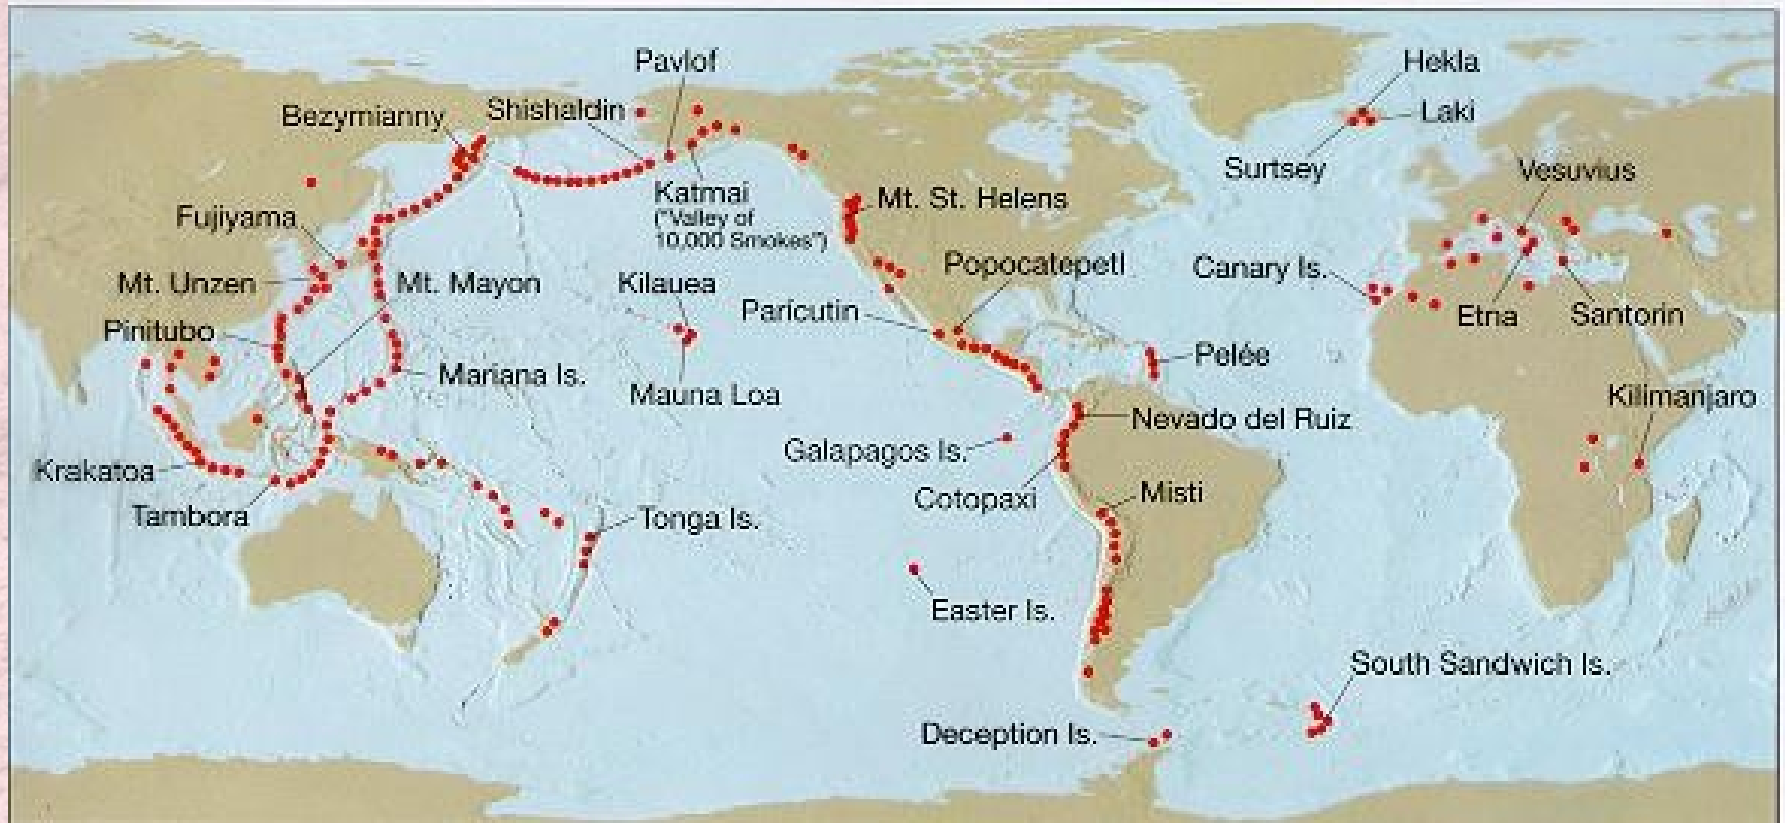 Pavlof
Hekla
Bezymianny
Shishaldin
Laki
Surtsey
Vesuvius
Katmai
("Valley of
10,000 Smokes")
Mt. St. Helens
Fujiyama
Popocatepetl
Canary Is.
Mt. Unzen
Mt. Mayon
Kilauea
Paricutin
Etna
Santorin
Pinitubo
Pelée
Mariana Is.
Mauna Loa
Kilimanjaro
Nevado del Ruiz
Galapagos Is.
Krakatoa
Cotopaxi
Misti
Tambora
Tonga Is.
Easter Is.
South Sandwich Is.
Deception Is.